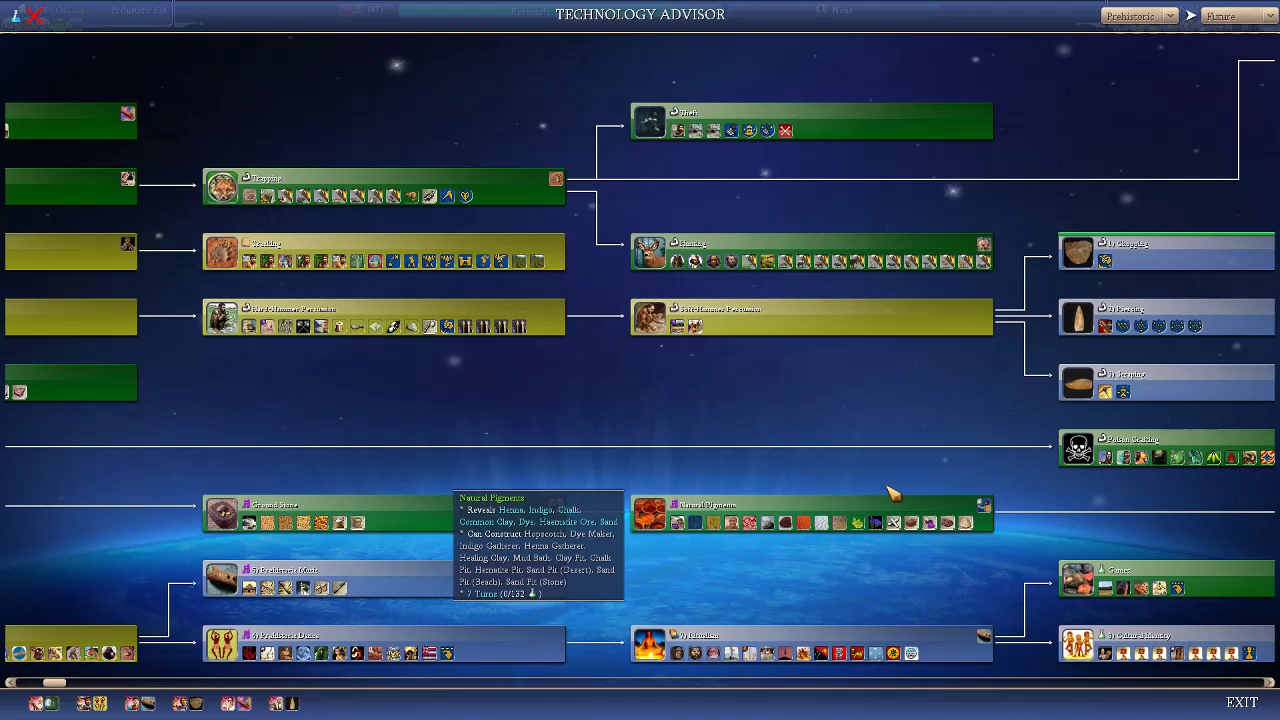 TECHNOLOGY ADVISOR
Prehistoric
Future
Theft
Trapping
Tracking
Hunting
1) Chopping
Hard-Hammer Percussion
Soft-Hammer Percussion
2) Piercing
3) Scraping
Poison Crafting
Ground Stone
Natural Pigments
Natural Pigments
* Reveals Henna, Indigo, Chalk,
Common Clay, Dye, Haematite Ore, Sand
* Can Construct Hopscotch, Dye Maker,
Indigo Gatherer, Henna Gatherer,
Healing Clay, Mud Bath, Clay Pit, Chalk
Pit, Hematite Pit, Sand Pit (Desert), Sand
Pit (Beach), Sand Pit (Stone)
* 7 Turns (0/132 )
Prehistoric Music
Games
Prehistoric Dance
Ritualism
Cultural Identity
EXIT